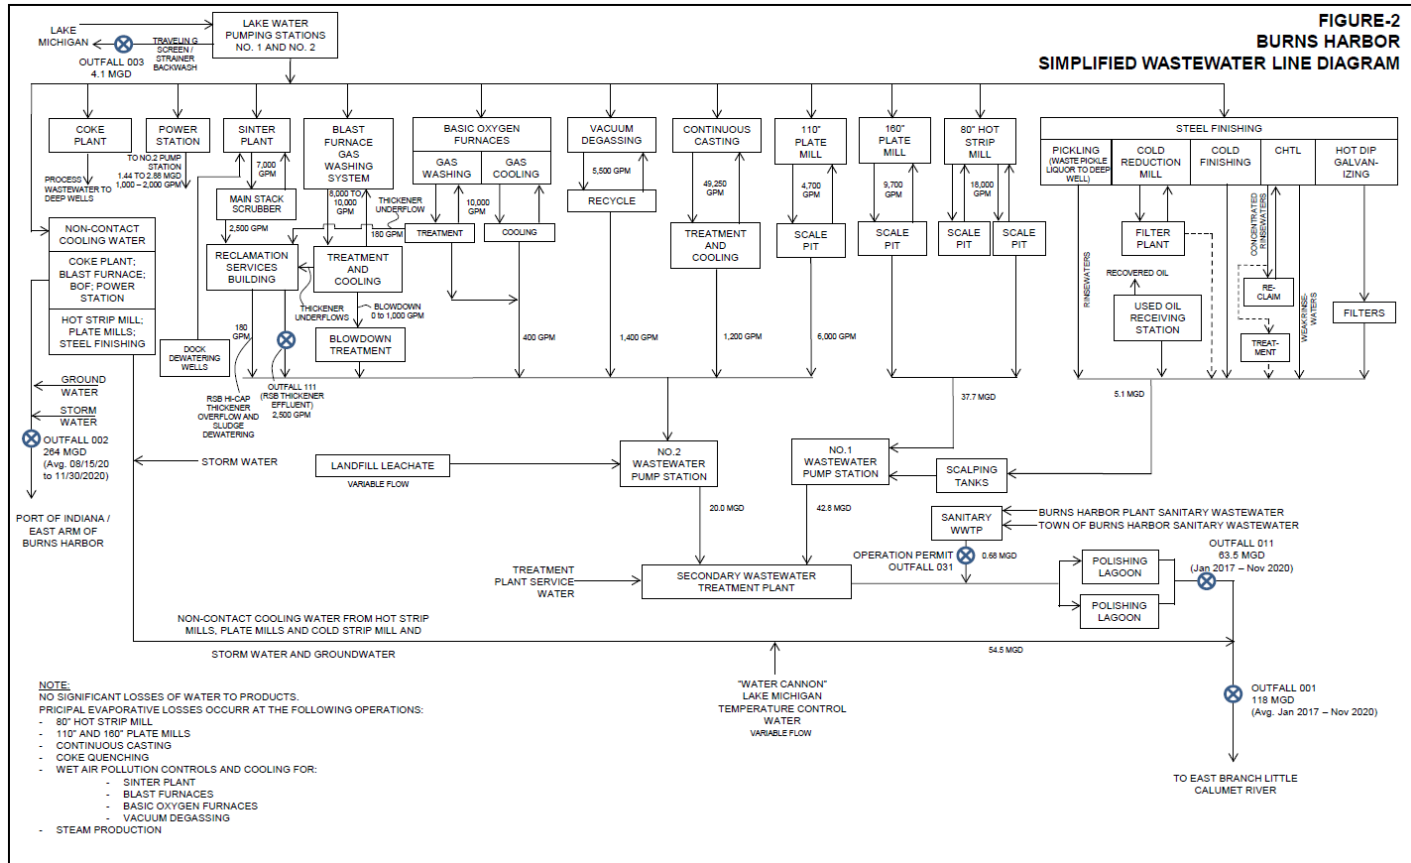 FIGURE-2
BURNS HARBOR
SIMPLIFIED WASTEWATER LINE DIAGRAM
LAKE WATER
PUMPING STATIONS
NO. 1 AND NO. 2
LAKE
MICHIGAN
TRAVELING
SCREEN /
STRAINER
BACKWASH
OUTFALL 003
4.1 MGD
COKE
PLANT
POWER
STATION
SINTER
PLANT
BLAST
FURNACE
GAS
WASHING
SYSTEM
BASIC OXYGEN
FURNACES
GAS
WASHING
GAS
COOLING
VACUUM
DEGASSING
CONTINUOUS
CASTING
110"
PLATE
MILL
160"
PLATE
MILL
80" HOT
STRIP
MILL
STEEL FINISHING
PICKLING
(WASTE PICKLE
LIQUOR TO DEEP
WELL)
COLD
REDUCTION
MILL
COLD
FINISHING
CHTL
HOT DIP
GALVAN-
IZING
PROCESS
WASTEWATER TO
DEEP WELLS
TO NO.2 PUMP
STATION
1.44 TO 2.88 MGD
1,000 – 2,000 GPM
7,000
GPM
MAIN STACK
SCRUBBER
2,500 GPM
8,000 TO
10,000
GPM
THICKENER
UNDERFLOW
180 GPM
10,000
GPM
TREATMENT
COOLING
5,500 GPM
RECYCLE
49,250
GPM
TREATMENT
AND
COOLING
4,700
GPM
SCALE
PIT
9,700
GPM
SCALE
PIT
18,000
GPM
SCALE
PIT
SCALE
PIT
RINSEWATERS
FILTER
PLANT
RECOVERED OIL
USED OIL
RECEIVING
STATION
CONCENTRATED
RINSEWATERS
RE-
CLAIM
TREAT-
MENT
WEAK RINSE-
WATERS
FILTERS
NON-CONTACT
COOLING WATER
COKE PLANT;
BLAST FURNACE;
BOF; POWER
STATION
HOT STRIP MILL;
PLATE MILLS;
STEEL FINISHING
RECLAMATION
SERVICES
BUILDING
TREATMENT
AND
COOLING
THICKENER
UNDERFLOWS
BLOWDOWN
0 to 1,000 GPM
BLOWDOWN
TREATMENT
DOCK
DEWATERING
WELLS
180
GPM
400 GPM
1,400 GPM
1,200 GPM
6,000 GPM
37.7 MGD
5.1 MGD
RSB HI-CAP
THICKENER
OVERFLOW AND
SLUDGE
DEWATERING
OUTFALL 111
(RSB THICKENER
EFFLUENT)
2,500 GPM
GROUND
WATER
STORM
WATER
OUTFALL 002
264 MGD
(Avg. 08/15/20
to 11/30/2020)
STORM WATER
PORT OF INDIANA /
EAST ARM OF
BURNS HARBOR
LANDFILL LEACHATE
VARIABLE FLOW
NO.2
WASTEWATER
PUMP STATION
NO.1
WASTEWATER
PUMP STATION
SCALPING
TANKS
20.0 MGD
42.8 MGD
SANITARY
WWTP
BURNS HARBOR PLANT SANITARY WASTEWATER
TOWN OF BURNS HARBOR SANITARY WASTEWATER
OPERATION PERMIT
OUTFALL 031
0.68 MGD
TREATMENT
PLANT SERVICE
WATER
SECONDARY WASTEWATER
TREATMENT PLANT
POLISHING
LAGOON
POLISHING
LAGOON
OUTFALL 011
63.5 MGD
(Jan 2017 – Nov 2020)
NON-CONTACT COOLING WATER FROM HOT STRIP
MILLS, PLATE MILLS AND COLD STRIP MILL AND
STORM WATER AND GROUNDWATER
54.5 MGD
"WATER CANNON"
LAKE MICHIGAN
TEMPERATURE CONTROL
WATER
VARIABLE FLOW
OUTFALL 001
118 MGD
(Avg. Jan 2017 – Nov 2020)
TO EAST BRANCH LITTLE
CALUMET RIVER
NOTE:
NO SIGNIFICANT LOSSES OF WATER TO PRODUCTS.
PRICIPAL EVAPORATIVE LOSSES OCCURR AT THE FOLLOWING OPERATIONS:
- 80" HOT STRIP MILL
- 110" AND 160" PLATE MILLS
- CONTINUOUS CASTING
- COKE QUENCHING
- WET AIR POLLUTION CONTROLS AND COOLING FOR:
- SINTER PLANT
- BLAST FURNACES
- BASIC OXYGEN FURNACES
- VACUUM DEGASSING
- STEAM PRODUCTION